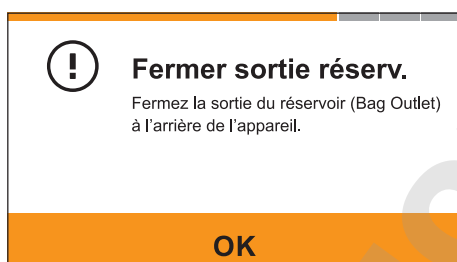 Fermer sortie réserv.
Fermez la sortie du réservoir (Bag Outlet)
à l'arrière de l'appareil.
OK